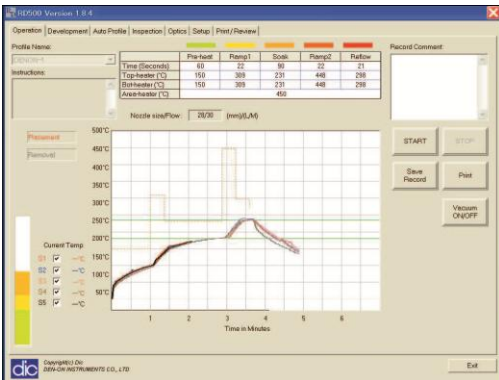 RD500 Version 1.8.4
Operation Development Auto Profile Inspection Optics Setup Print/Review
Profile Name:
DENON-1
Instructions:
Pre-heat Ramp1 Soak Ramp2 Reflow
Time (Seconds) 60 22 90 22 21
Top-heater (°C) 150 309 231 448 298
Bot-heater (°C) 150 309 231 448 298
Area-heater (°C) 450
Nozzle size/Flow: 28/30 (mm)/(L/M)
Record Comment
Placement
Removal
500°C
450°C
400°C
350°C
300°C
250°C
200°C
150°C
100°C
50°C
1 2 3 4 5 6
Time in Minutes
Current Temp
S1 --°C
S2 --°C
S3 --°C
S4 --°C
S5 --°C
START STOP
Save Record Print
Vacuum ON/OFF
dic
Copyright(c) Dic
DEN-ON INSTRUMENTS CO., LTD
Exit